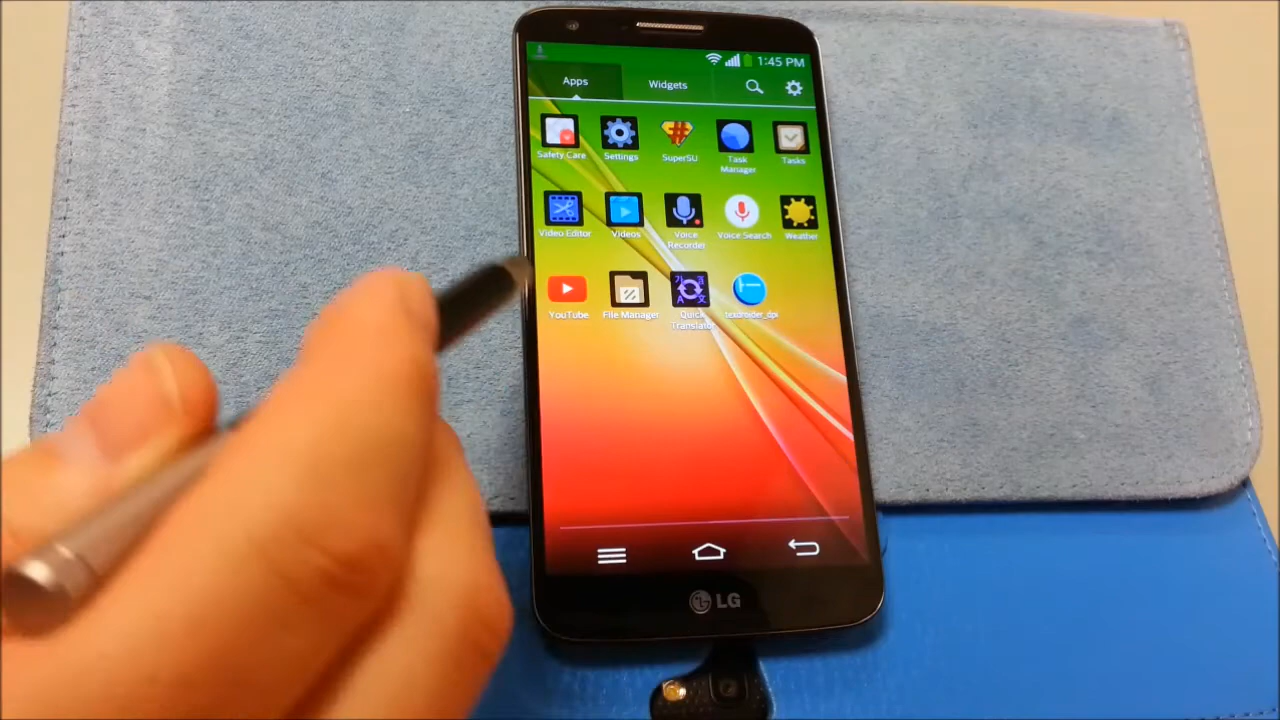 1:45 PM
Apps Widgets
Safety Care Settings SuperSU Task Manager Tasks
Video Editor Videos Voice Recorder Voice Search Weather
YouTube File Manager Quick Translator texdroider_dpi
LG